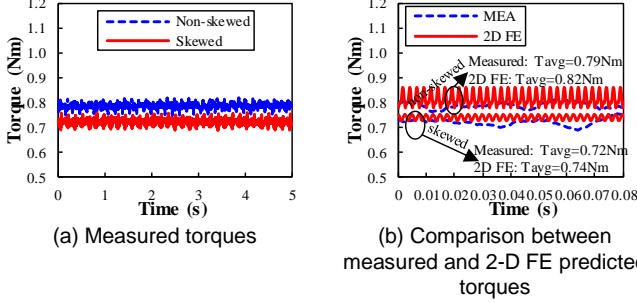 1.2
1.1
1.0
0.9
0.8
0.7
0.6
0.5
Torque (Nm)
Non-skewed
Skewed
0 1 2 3 4 5
Time (s)
(a) Measured torques
1.2
1.1
1.0
0.9
0.8
0.7
0.6
0.5
Torque (Nm)
MEA
2D FE
Measured: Tavg=0.79Nm
2D FE: Tavg=0.82Nm
non-skewed
skewed
Measured: Tavg=0.72Nm
2D FE: Tavg=0.74Nm
0 0.01 0.02 0.03 0.04 0.05 0.06 0.07 0.08
Time (s)
(b) Comparison between
measured and 2-D FE predicted
torques